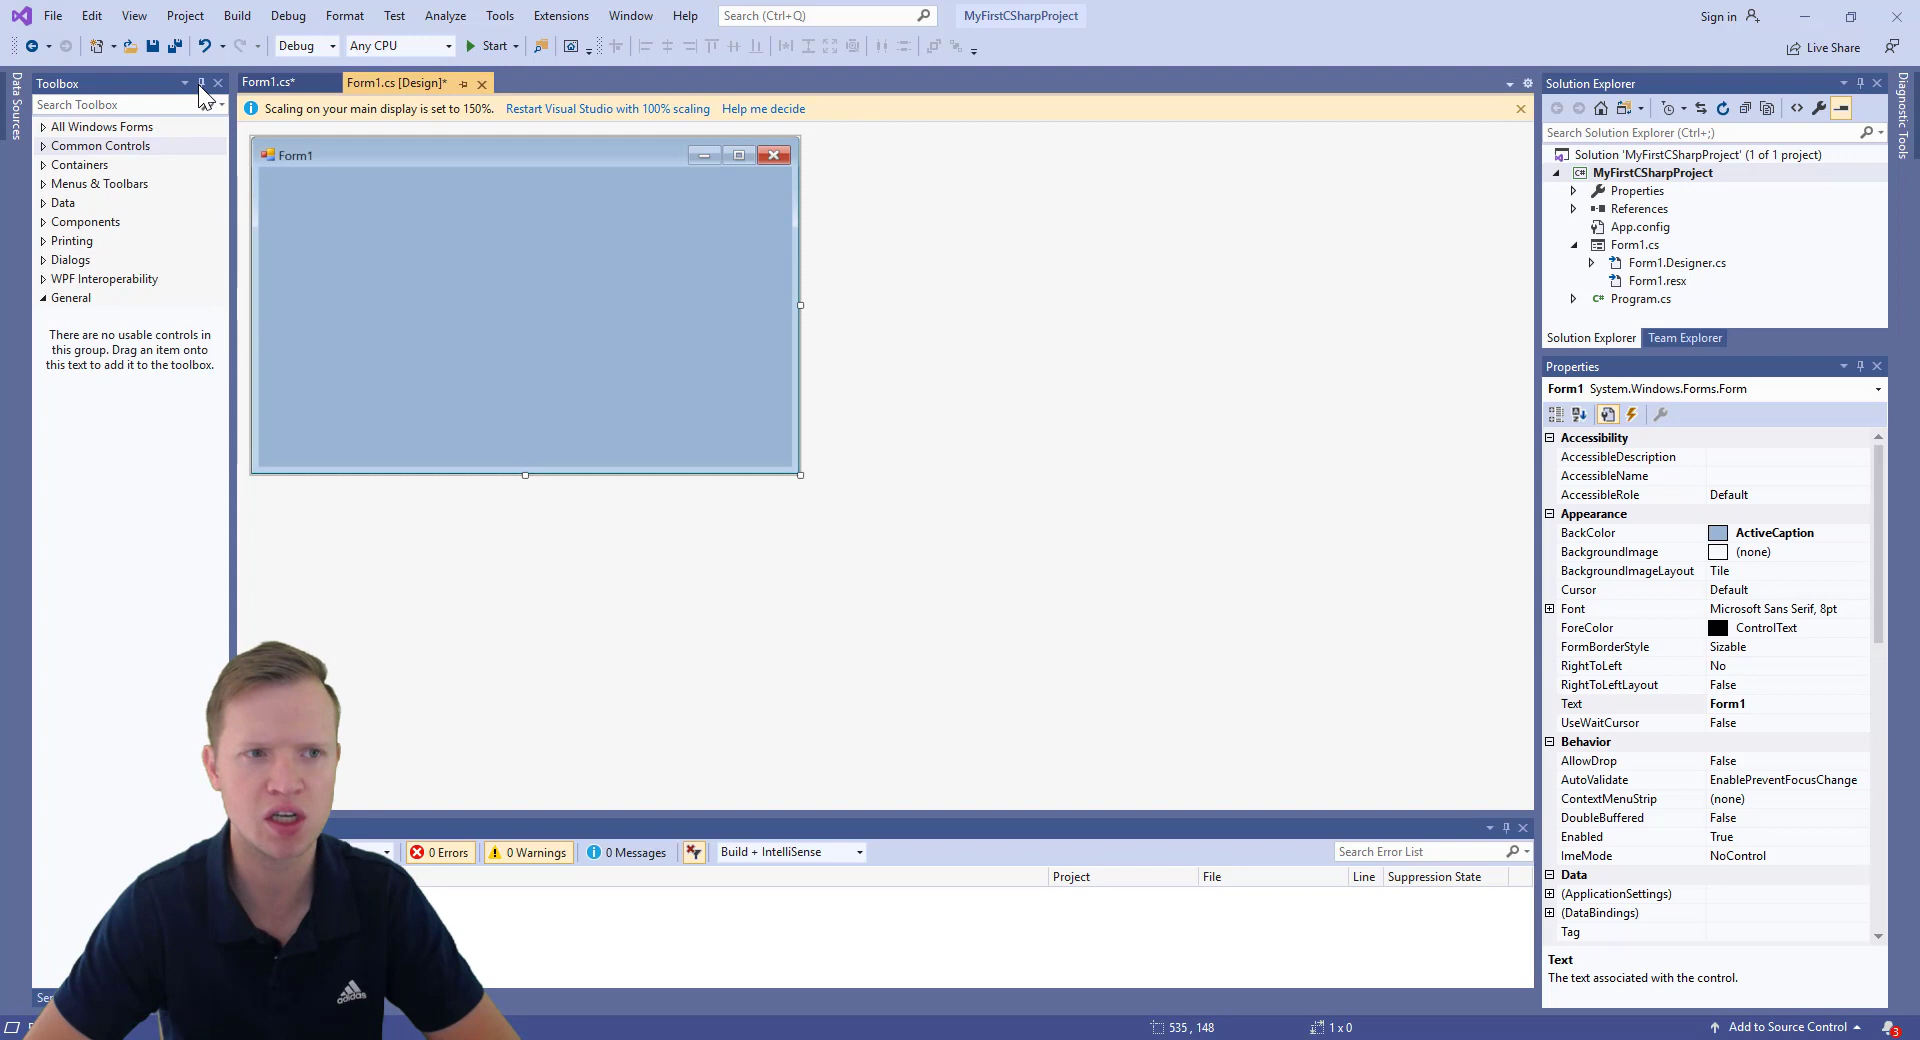 File Edit View Project Build Debug Format Test Analyze Tools Extensions Window Help Search (Ctrl+Q) MyFirstCSharpProject Sign in
Debug Any CPU Start Live Share
Data Sources
Toolbox
Search Toolbox
All Windows Forms
Common Controls
Containers
Menus & Toolbars
Data
Components
Printing
Dialogs
WPF Interoperability
General
There are no usable controls in
this group. Drag an item onto
this text to add it to the toolbox.
Form1.cs* Form1.cs [Design]*
Scaling on your main display is set to 150%. Restart Visual Studio with 100% scaling Help me decide
Form1
0 Errors 0 Warnings 0 Messages Build + IntelliSense Search Error List
Project File Line Suppression State
adidas
Solution Explorer
Search Solution Explorer (Ctrl+;)
Solution 'MyFirstCSharpProject' (1 of 1 project)
MyFirstCSharpProject
Properties
References
App.config
Form1.cs
Form1.Designer.cs
Form1.resx
Program.cs
Solution Explorer Team Explorer
Properties
Form1 System.Windows.Forms.Form
Accessibility
AccessibleDescription
AccessibleName
AccessibleRole Default
Appearance
BackColor ActiveCaption
BackgroundImage (none)
BackgroundImageLayout Tile
Cursor Default
Font Microsoft Sans Serif, 8pt
ForeColor ControlText
FormBorderStyle Sizable
RightToLeft No
RightToLeftLayout False
Text Form1
UseWaitCursor False
Behavior
AllowDrop False
AutoValidate EnablePreventFocusChange
ContextMenuStrip (none)
DoubleBuffered False
Enabled True
ImeMode NoControl
Data
(ApplicationSettings)
(DataBindings)
Tag
Text
The text associated with the control.
Diagnostic Tools
535 , 148 1 x 0 Add to Source Control 3